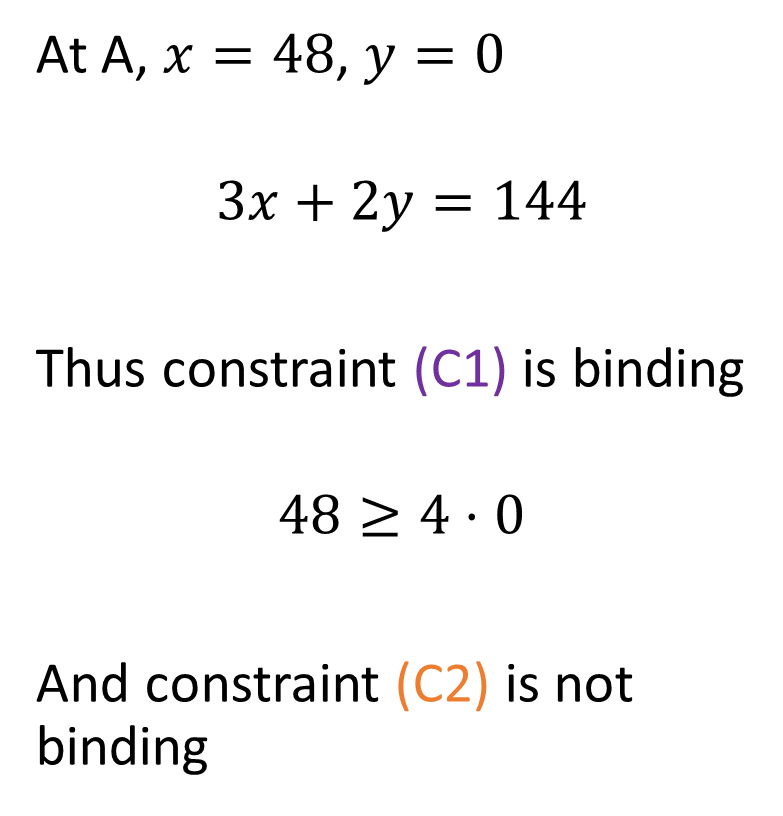 At A, x = 48, y = 0
3x + 2y = 144
Thus constraint (C1) is binding
48 ≥ 4 · 0
And constraint (C2) is not
binding